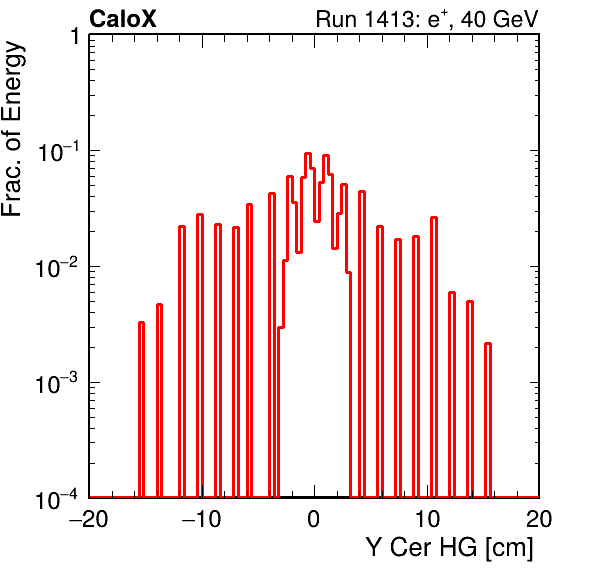 CaloX Run 1413: e⁺, 40 GeV
Frac. of Energy
1
10⁻¹
10⁻²
10⁻³
10⁻⁴
−20 −10 0 10 20
Y Cer HG [cm]